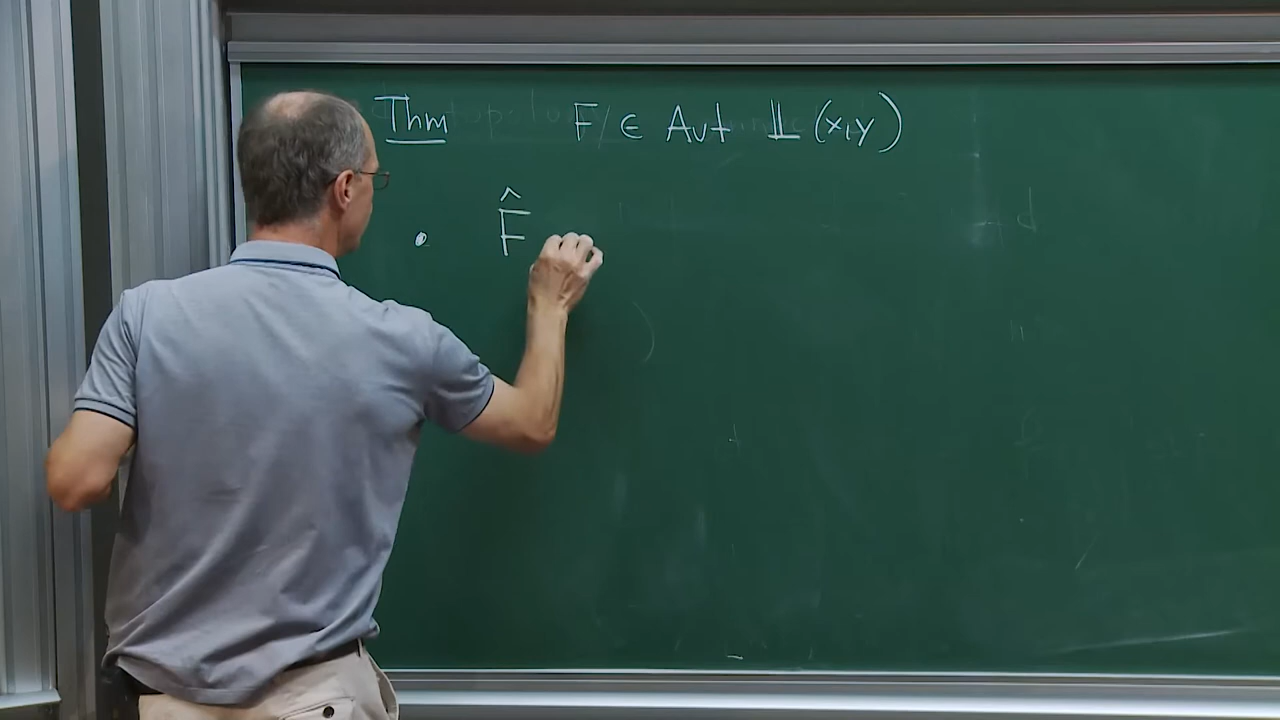 Thm F ∈ Aut ⫫ (x,y)
• F̂